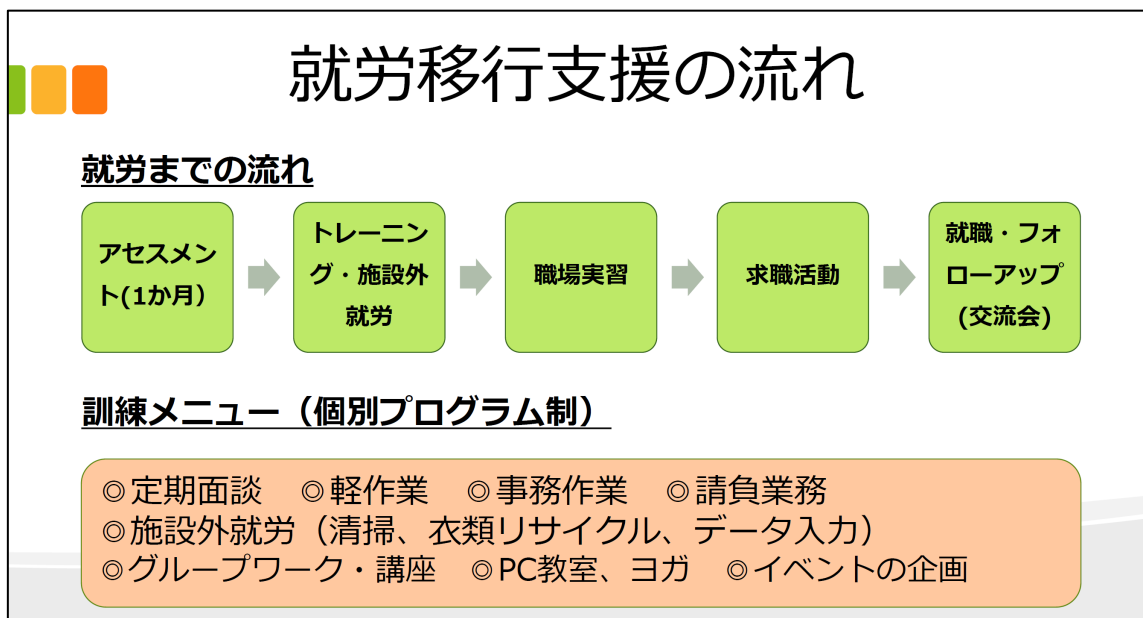 就労移行支援の流れ
就労までの流れ
アセスメン
ト(1か月）
トレーニン
グ・施設外
就労
職場実習
求職活動
就職・フォ
ローアップ
(交流会)
訓練メニュー（個別プログラム制）
◎定期面談　◎軽作業　◎事務作業　◎請負業務
◎施設外就労（清掃、衣類リサイクル、データ入力）
◎グループワーク・講座　◎PC教室、ヨガ　◎イベントの企画